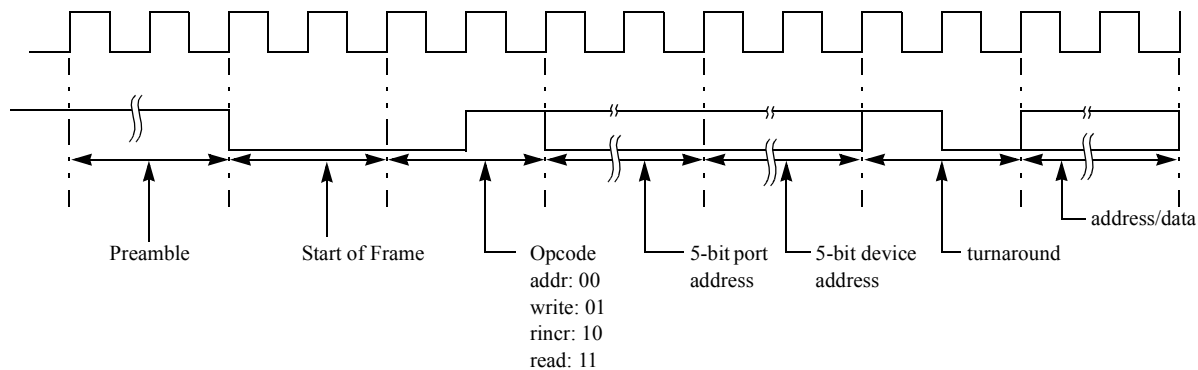 Preamble
Start of Frame
Opcode
addr: 00
write: 01
rincr: 10
read: 11
5-bit port
address
5-bit device
address
turnaround
address/data